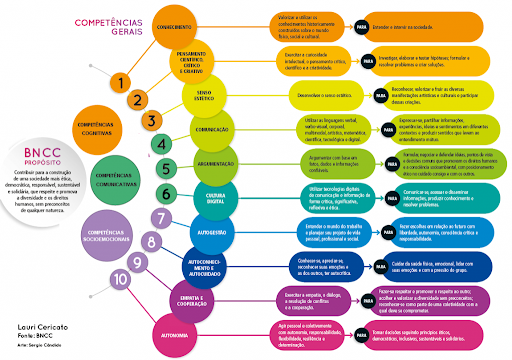 COMPETÊNCIAS
GERAIS
1
CONHECIMENTO
Valorizar e utilizar os
conhecimentos historicamente
construídos sobre o mundo
físico, social e cultural.
PARA
Entender e intervir na sociedade.
2
PENSAMENTO
CIENTÍFICO,
CRÍTICO
E CRIATIVO
Exercitar a curiosidade
intelectual, o pensamento crítico,
científico e a criatividade.
PARA
Investigar, elaborar e testar hipóteses; formular e
resolver problemas e criar soluções.
3
SENSO
ESTÉTICO
Desenvolver o senso estético.
PARA
Reconhecer, valorizar e fruir as diversas
manifestações artísticas e culturais e participar
dessas criações.
COMPETÊNCIAS
COGNITIVAS
4
COMUNICAÇÃO
Utilizar as linguagens verbal,
verbo-visual, corporal,
multimodal, artística, matemática,
científica, tecnológica e digital.
PARA
Expressar-se, partilhar informações,
experiências, ideias e sentimentos em diferentes
contextos e produzir sentidos que levem ao
entendimento mútuo.
BNCC
PROPÓSITO
Contribuir para a construção
de uma sociedade mais ética,
democrática, responsável, sustentável
e solidária, que respeite e promova
a diversidade e os direitos
humanos, sem preconceitos
de qualquer natureza.
5
ARGUMENTAÇÃO
Argumentar com base em
fatos, dados e informações
confiáveis.
PARA
Formular, negociar e defender ideias, pontos de vista
e decisões comuns que promovam os direitos humanos
e a consciência socioambiental, com posicionamento
ético no cuidado consigo e com os outros.
COMPETÊNCIAS
COMUNICATIVAS
6
CULTURA
DIGITAL
Utilizar tecnologias digitais
de comunicação e informação de
forma crítica, significativa,
reflexiva e ética.
PARA
Comunicar-se, acessar e disseminar
informações, produzir conhecimento e
resolver problemas.
COMPETÊNCIAS
SOCIOEMOCIONAIS
7
AUTOGESTÃO
Entender o mundo do trabalho
e planejar seu projeto de vida
pessoal, profissional e social.
PARA
Fazer escolhas em relação ao futuro com
liberdade, autonomia, consciência crítica e
responsabilidade.
8
AUTOCONHECI-
MENTO E
AUTOCUIDADO
Conhecer-se, apreciar-se,
reconhecer suas emoções e
as dos outros, ter autocrítica.
PARA
Cuidar da saúde física, emocional, lidar com
suas emoções e com a pressão de grupo.
9
EMPATIA E
COOPERAÇÃO
Exercitar a empatia, o diálogo,
a resolução de conflitos
e a cooperação.
PARA
Fazer-se respeitar e promover o respeito ao outro;
acolher e valorizar a diversidade sem preconceitos;
reconhecer-se como parte de uma coletividade com a
qual deve se comprometer.
10
AUTONOMIA
Agir pessoal e coletivamente
com autonomia, responsabilidade,
flexibilidade, resiliência e
determinação.
PARA
Tomar decisões segundo princípios éticos,
democráticos, inclusivos, sustentáveis e solidários.
Lauri Cericato
Fonte: BNCC
Arte: Sergio Cândido